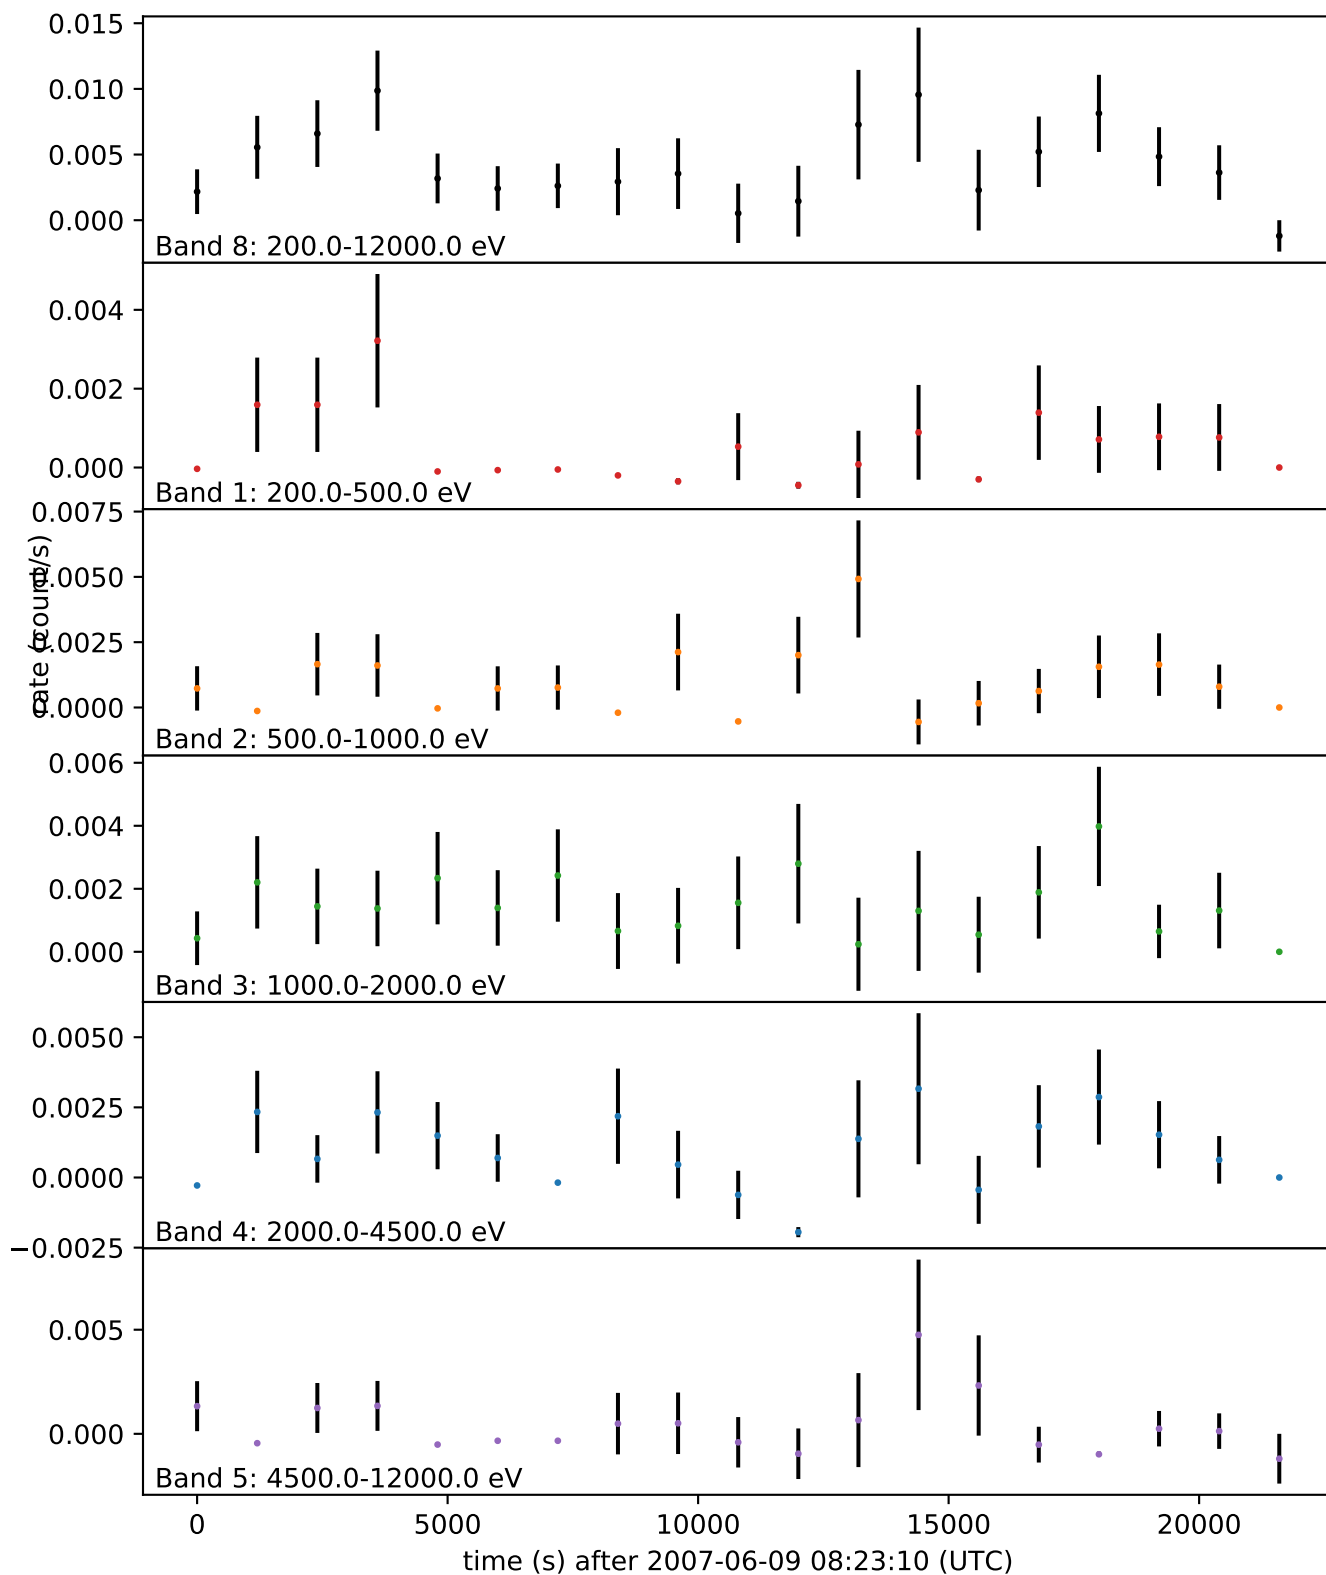 0.015
0.010
0.005
0.000
Band 8: 200.0-12000.0 eV
0.004
0.002
0.000
Band 1: 200.0-500.0 eV
rate (count/s)
0.0075
0.0050
0.0025
0.0000
Band 2: 500.0-1000.0 eV
0.006
0.004
0.002
0.000
Band 3: 1000.0-2000.0 eV
0.0050
0.0025
0.0000
−0.0025
Band 4: 2000.0-4500.0 eV
0.005
0.000
Band 5: 4500.0-12000.0 eV
0 5000 10000 15000 20000
time (s) after 2007-06-09 08:23:10 (UTC)